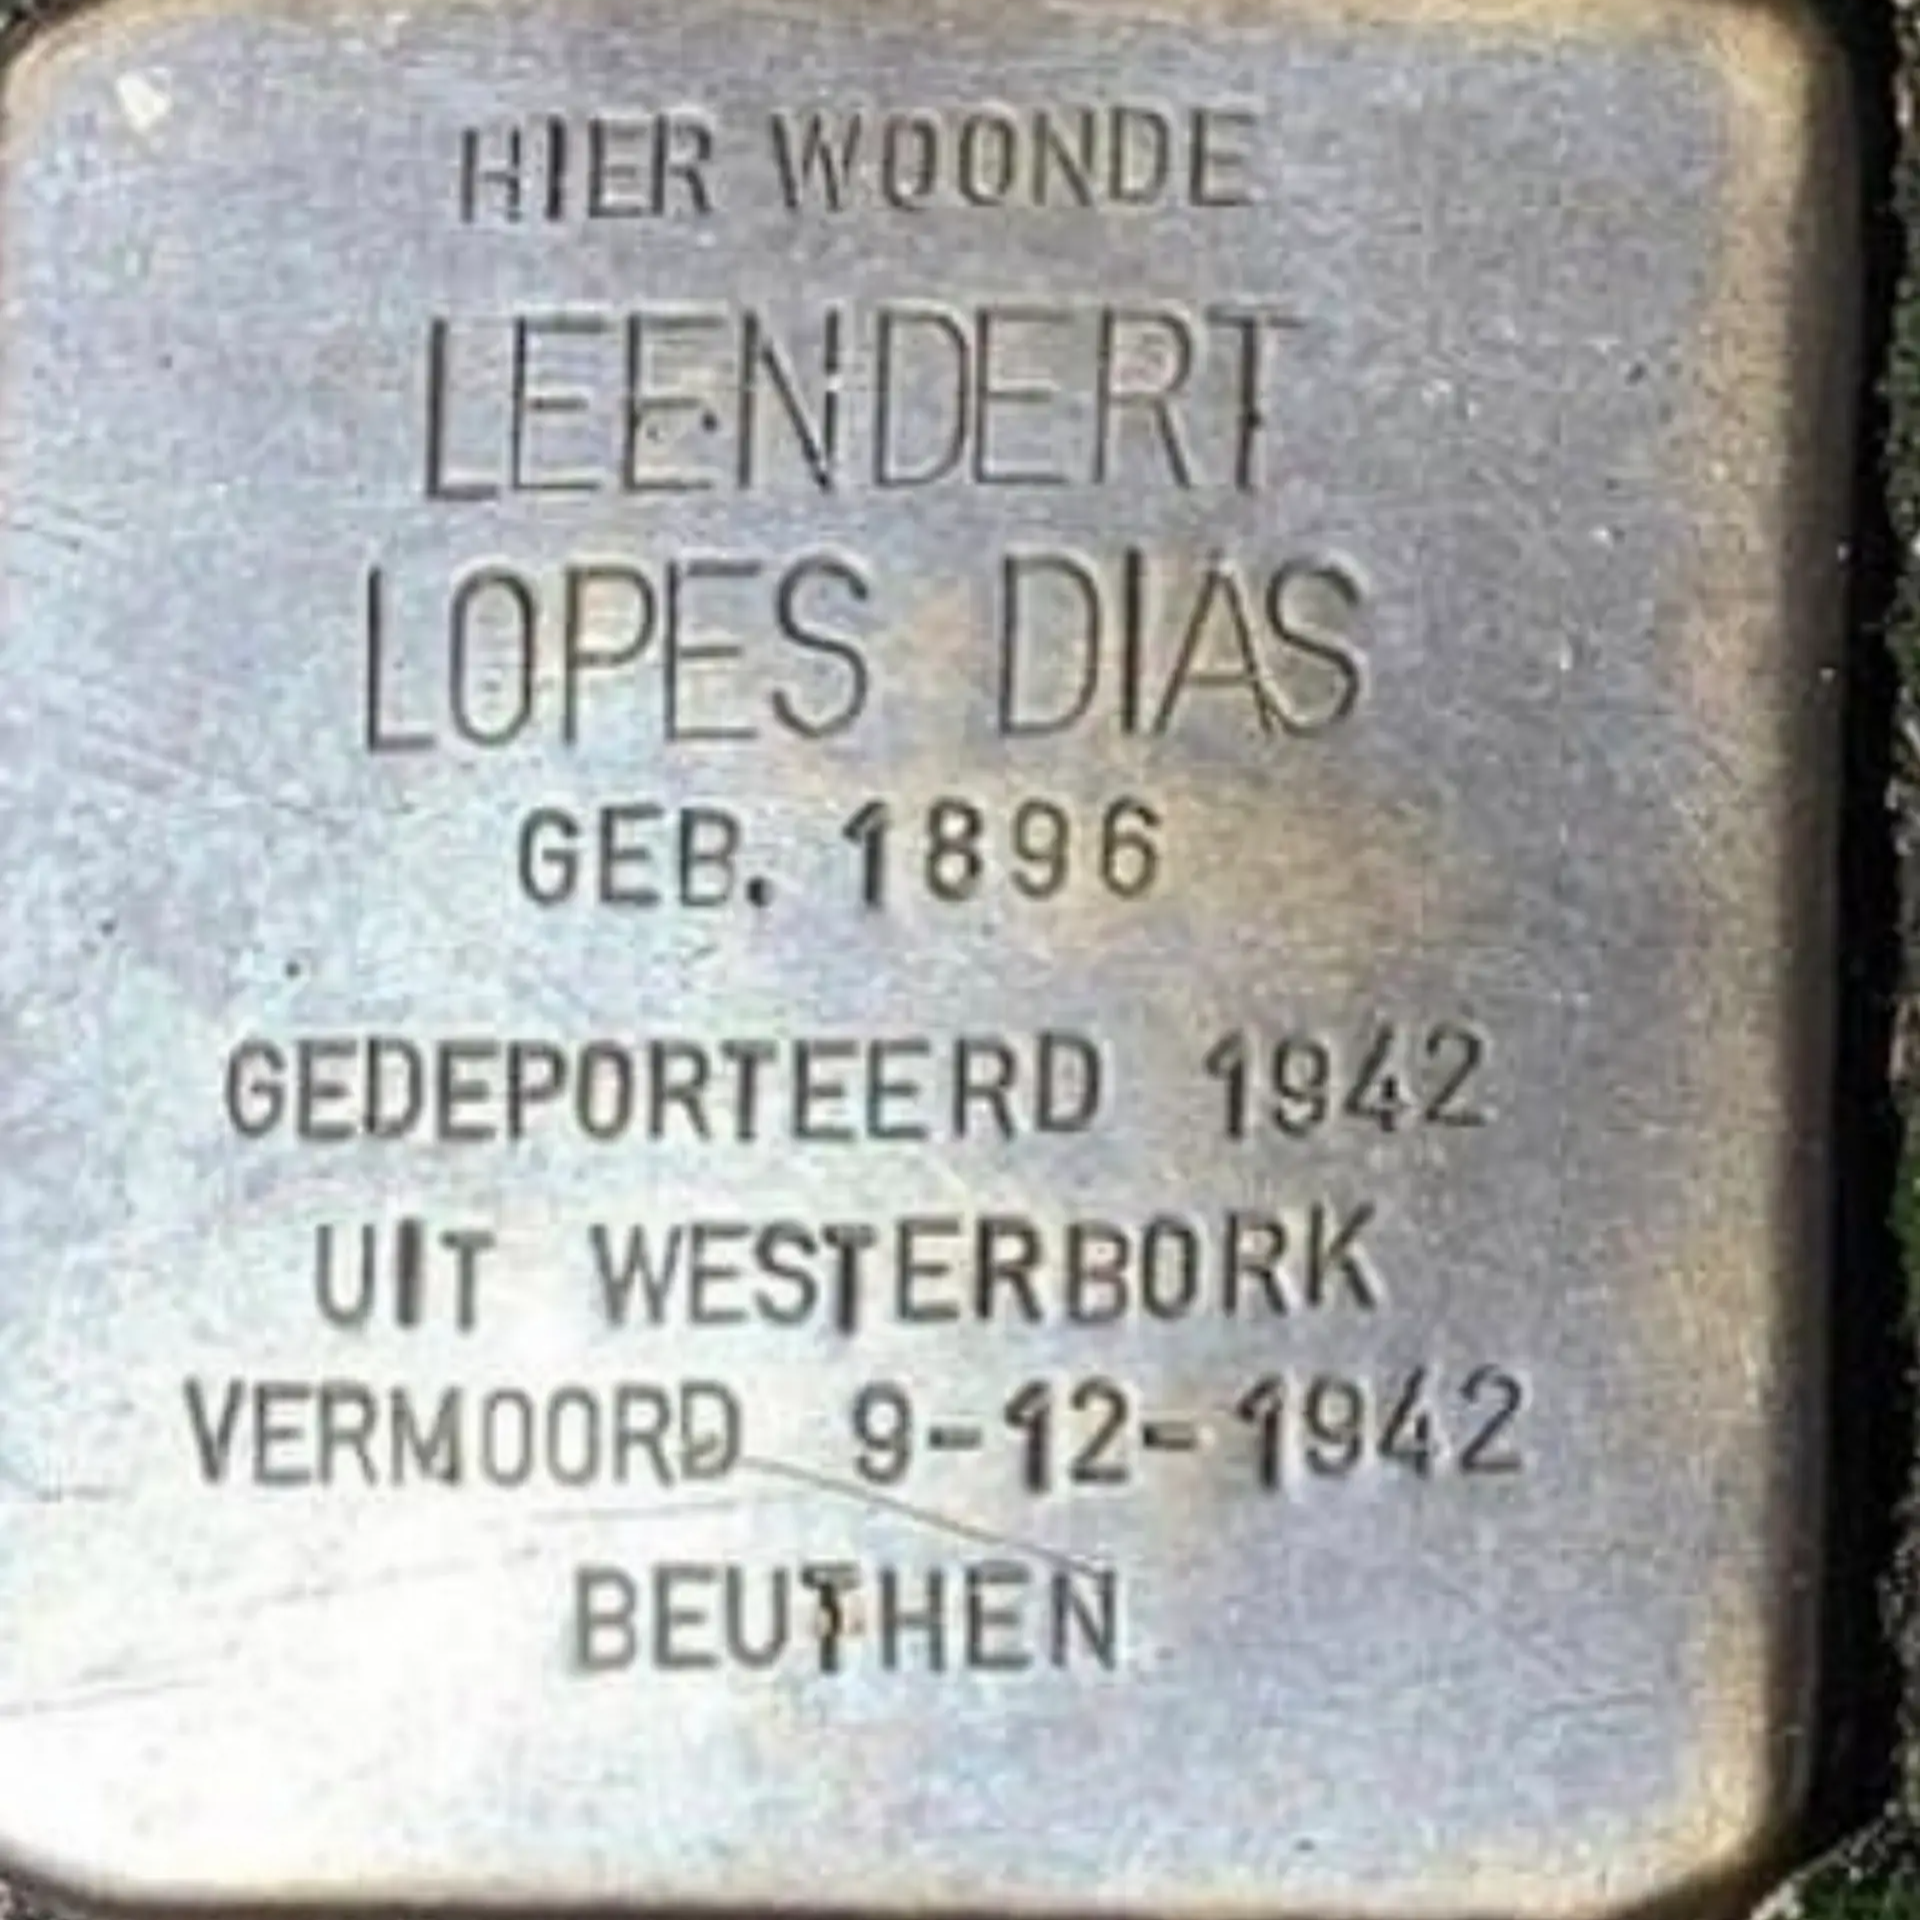 HIER WOONDE
LEENDERT
LOPES DIAS
GEB. 1896
GEDEPORTEERD 1942
UIT WESTERBORK
VERMOORD 9-12-1942
BEUTHEN